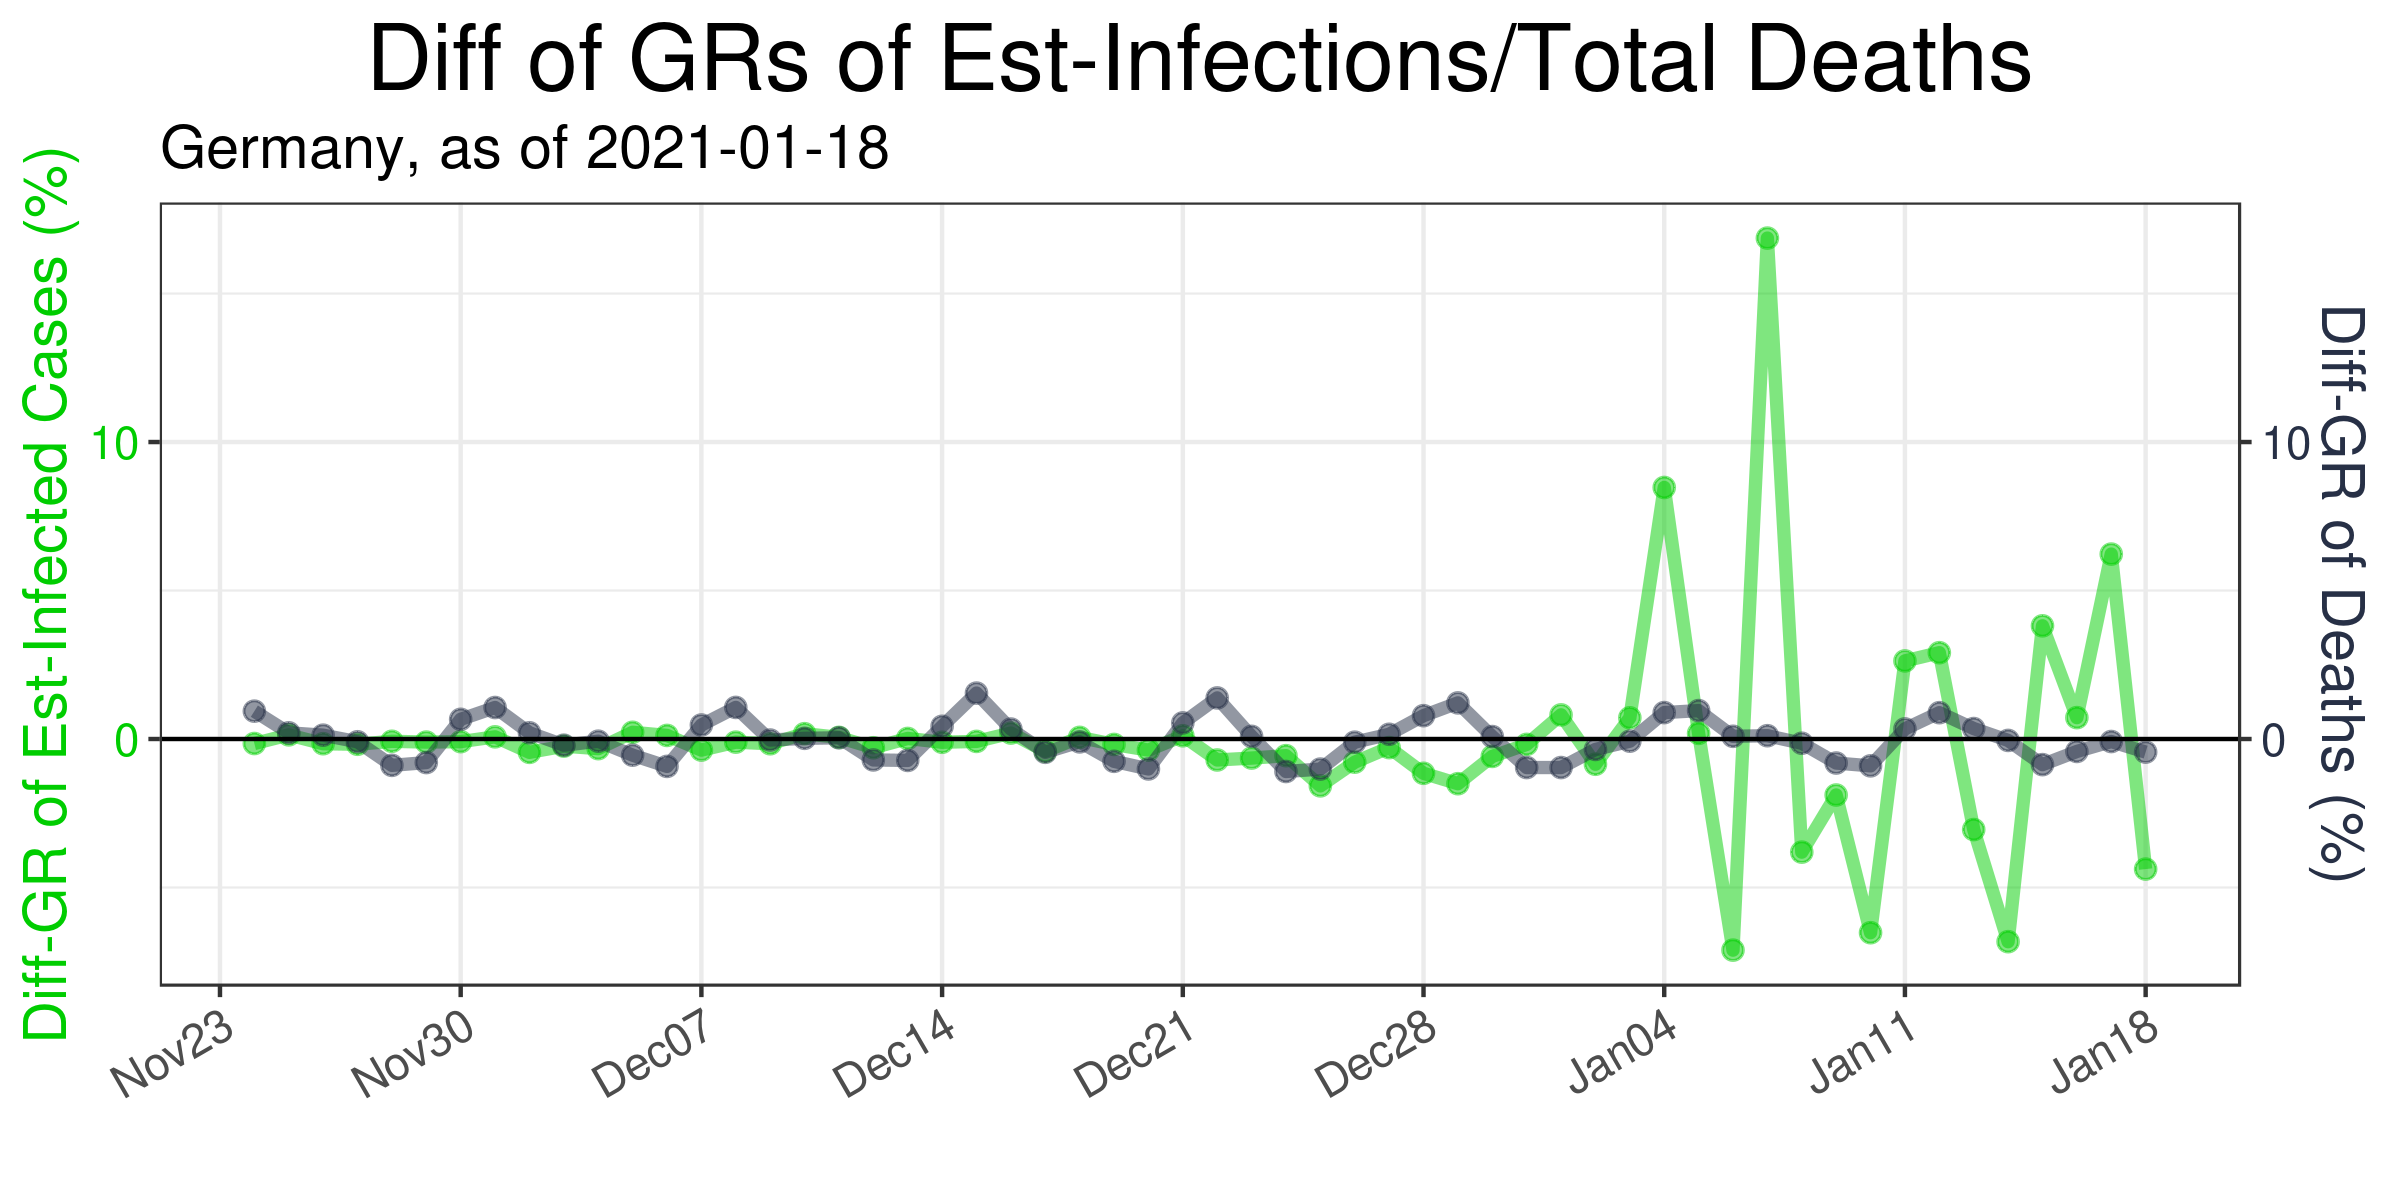 Diff of GRs of Est-Infections/Total Deaths
Germany, as of 2021-01-18
Diff-GR of Est-Infected Cases (%)
10
0
10
0
Diff-GR of Deaths (%)
Nov23
Nov30
Dec07
Dec14
Dec21
Dec28
Jan04
Jan11
Jan18